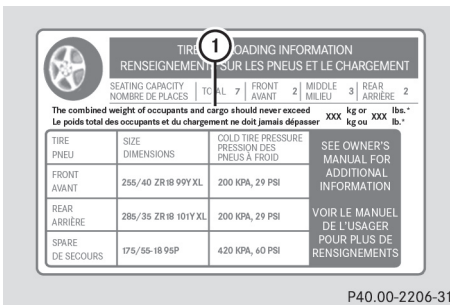 TIRE OADING INFORMATION
RENSEIGNEMENTS SUR LES PNEUS ET LE CHARGEMENT
1
SEATING CAPACITY TOTAL 7 FRONT 2 MIDDLE 3 REAR 2
NOMBRE DE PLACES AVANT MILIEU ARRIÈRE
The combined weight of occupants and cargo should never exceed XXX kg or XXX lbs.*
Le poids total des occupants et du chargement ne doit jamais dépasser kg ou lb.*
TIRE SIZE COLD TIRE PRESSURE
PNEU DIMENSIONS PRESSION DES
PNEUS À FROID
FRONT
AVANT 255/40 ZR18 99Y XL 200 KPA, 29 PSI
REAR
ARRIÈRE 285/35 ZR18 101Y XL 200 KPA, 29 PSI
SPARE
DE SECOURS 175/55-18 95P 420 KPA, 60 PSI
SEE OWNER'S
MANUAL FOR
ADDITIONAL
INFORMATION
VOIR LE MANUEL
DE L'USAGER
POUR PLUS DE
RENSIGNEMENTS
P40.00-2206-31